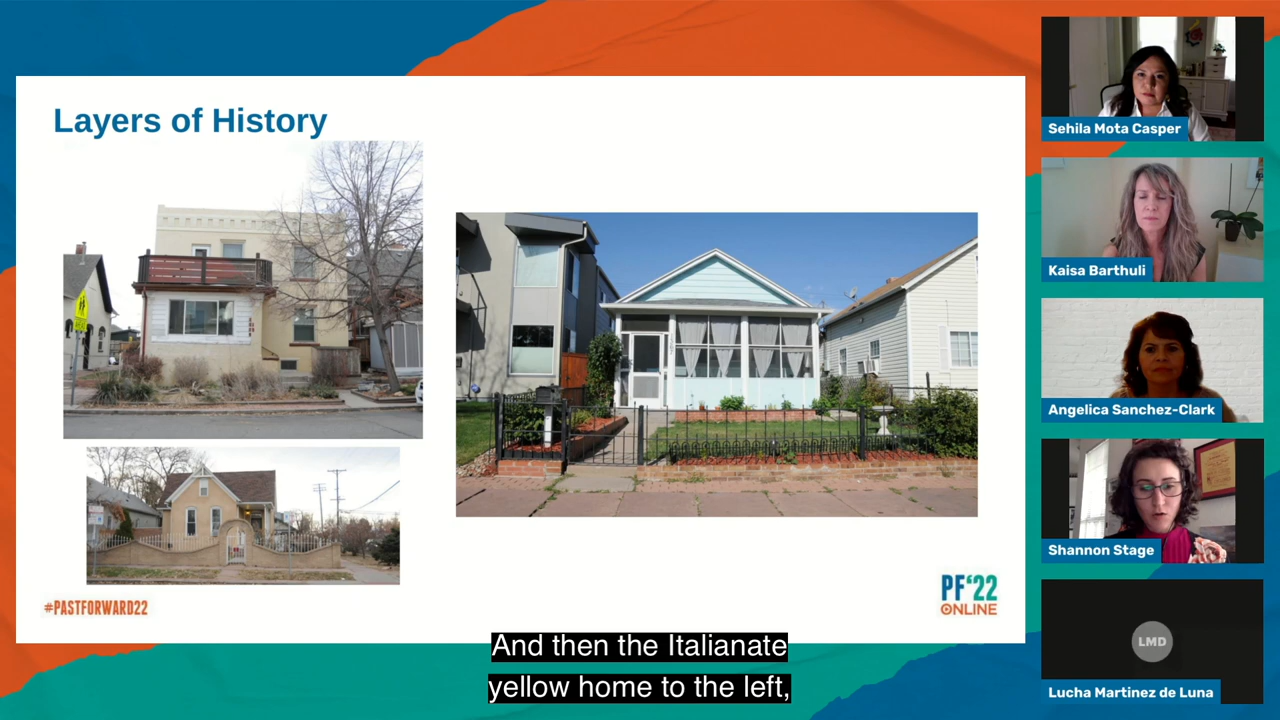 Layers of History
#PASTFORWARD22
PF'22
ONLINE
And then the Italianate
yellow home to the left,
Sehila Mota Casper
Kaisa Barthuli
Angelica Sanchez-Clark
Shannon Stage
LMD
Lucha Martinez de Luna